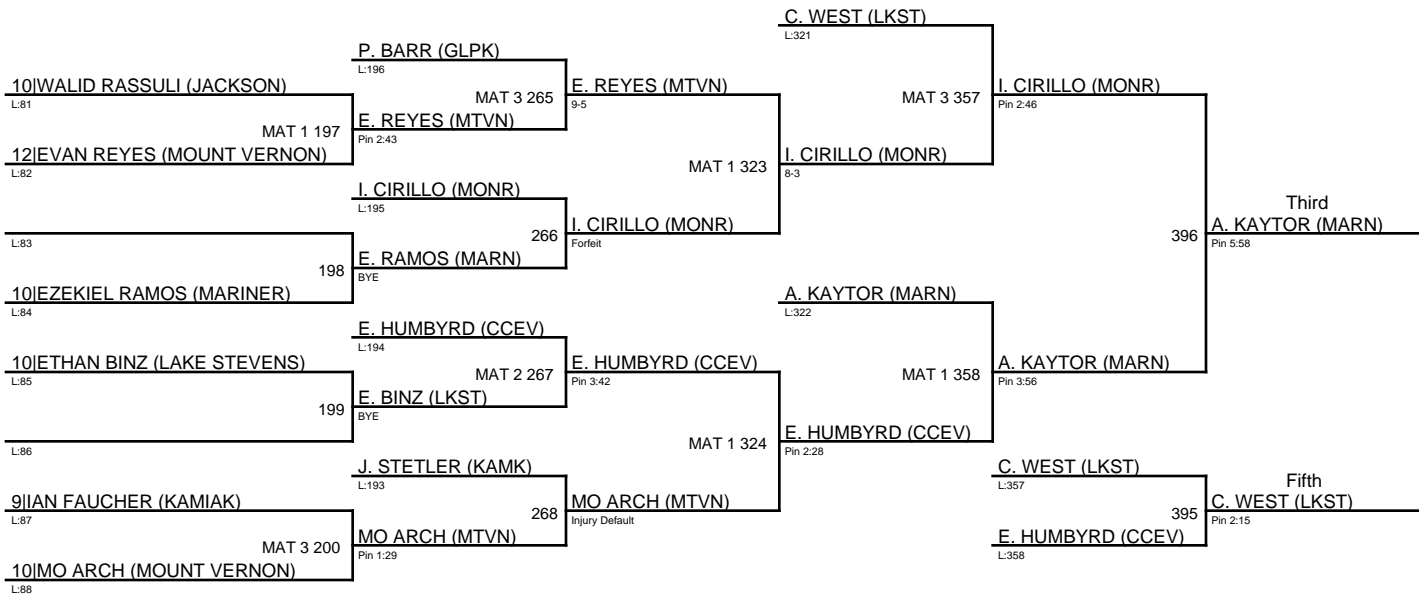 C. WEST (LKST)
L:321
P. BARR (GLPK)
L:196
10|WALID RASSULI (JACKSON)
L:81
MAT 3 265
E. REYES (MTVN)
9-5
MAT 3 357
I. CIRILLO (MONR)
Pin 2:46
MAT 1 197
E. REYES (MTVN)
Pin 2:43
12|EVAN REYES (MOUNT VERNON)
L:82
MAT 1 323
I. CIRILLO (MONR)
8-3
I. CIRILLO (MONR)
L:195
Third
L:83
266
I. CIRILLO (MONR)
Forfeit
396
A. KAYTOR (MARN)
Pin 5:58
198
E. RAMOS (MARN)
BYE
10|EZEKIEL RAMOS (MARINER)
L:84
A. KAYTOR (MARN)
L:322
E. HUMBYRD (CCEV)
L:194
10|ETHAN BINZ (LAKE STEVENS)
L:85
MAT 2 267
E. HUMBYRD (CCEV)
Pin 3:42
MAT 1 358
A. KAYTOR (MARN)
Pin 3:56
199
E. BINZ (LKST)
BYE
L:86
MAT 1 324
E. HUMBYRD (CCEV)
Pin 2:28
J. STETLER (KAMK)
L:193
C. WEST (LKST)
L:357
Fifth
9|IAN FAUCHER (KAMIAK)
L:87
268
MO ARCH (MTVN)
Injury Default
395
C. WEST (LKST)
Pin 2:15
MAT 3 200
MO ARCH (MTVN)
Pin 1:29
E. HUMBYRD (CCEV)
L:358
10|MO ARCH (MOUNT VERNON)
L:88